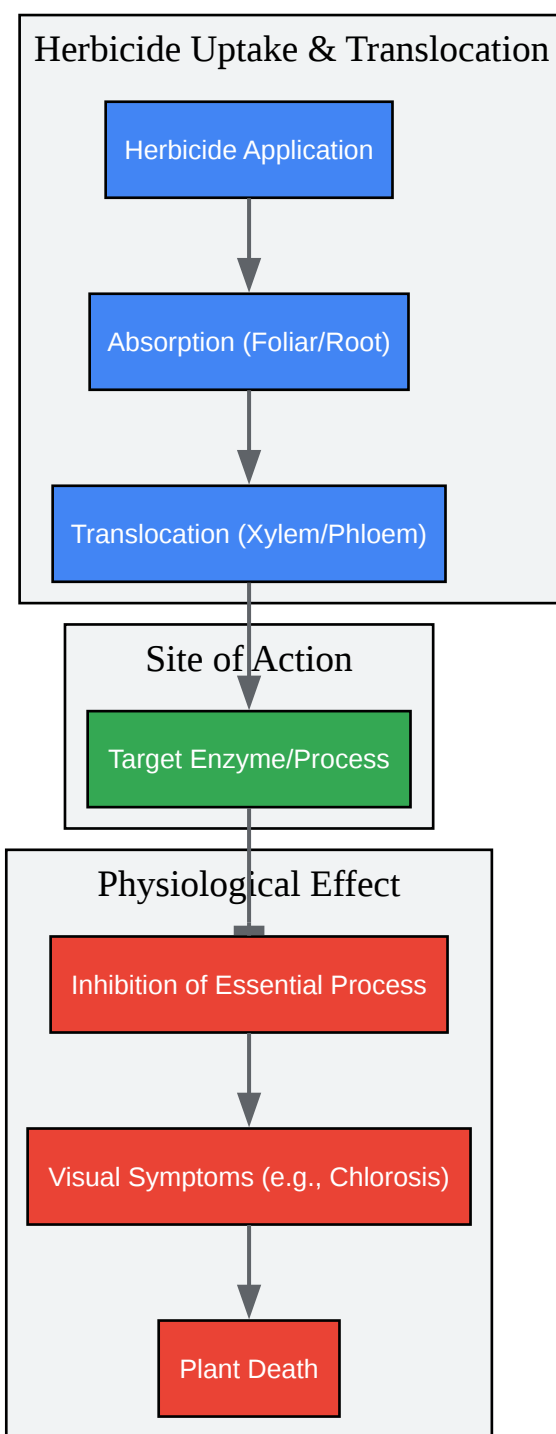 Herbicide Uptake & Translocation
Herbicide Application
Absorption (Foliar/Root)
Translocation (Xylem/Phloem)
Site of Action
Target Enzyme/Process
Physiological Effect
Inhibition of Essential Process
Visual Symptoms (e.g., Chlorosis)
Plant Death